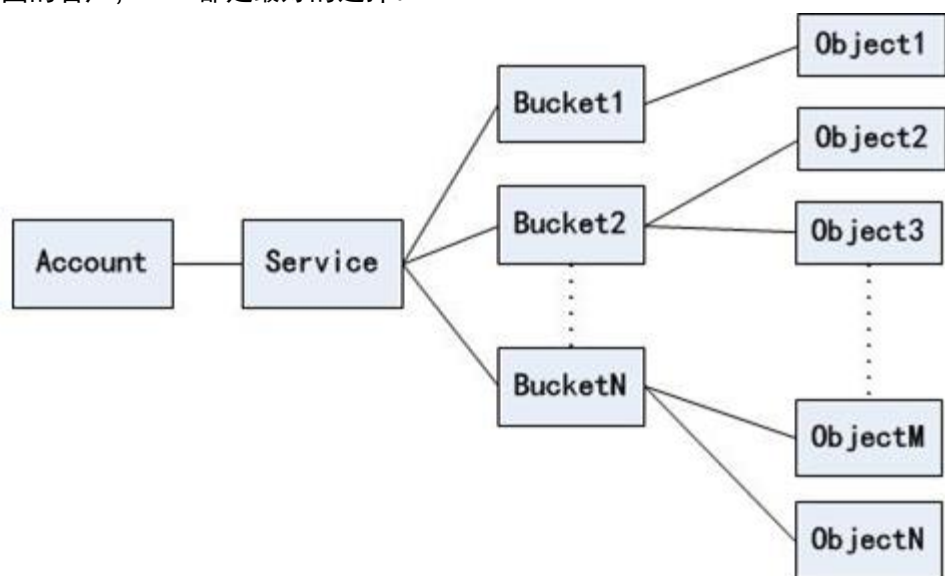 Object1
Bucket1
Object2
Bucket2
Object3
Account
Service
BucketN
ObjectM
ObjectN